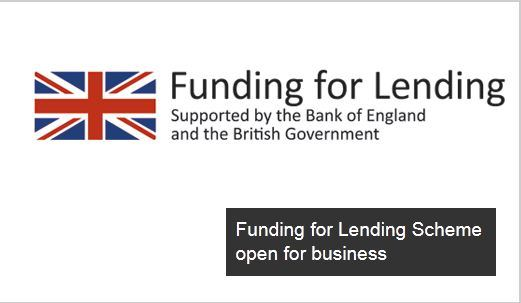 Funding for Lending
Supported by the Bank of England
and the British Government
Funding for Lending Scheme
open for business